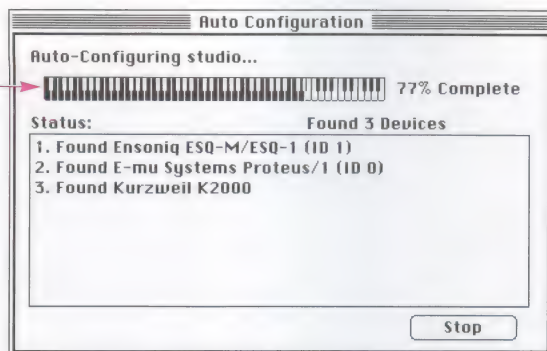 Auto Configuration
Auto-Configuring studio...
77% Complete
Status: Found 3 Devices
1. Found Ensoniq ESQ-M/ESQ-1 (ID 1)
2. Found E-mu Systems Proteus/1 (ID 0)
3. Found Kurzweil K2000
Stop